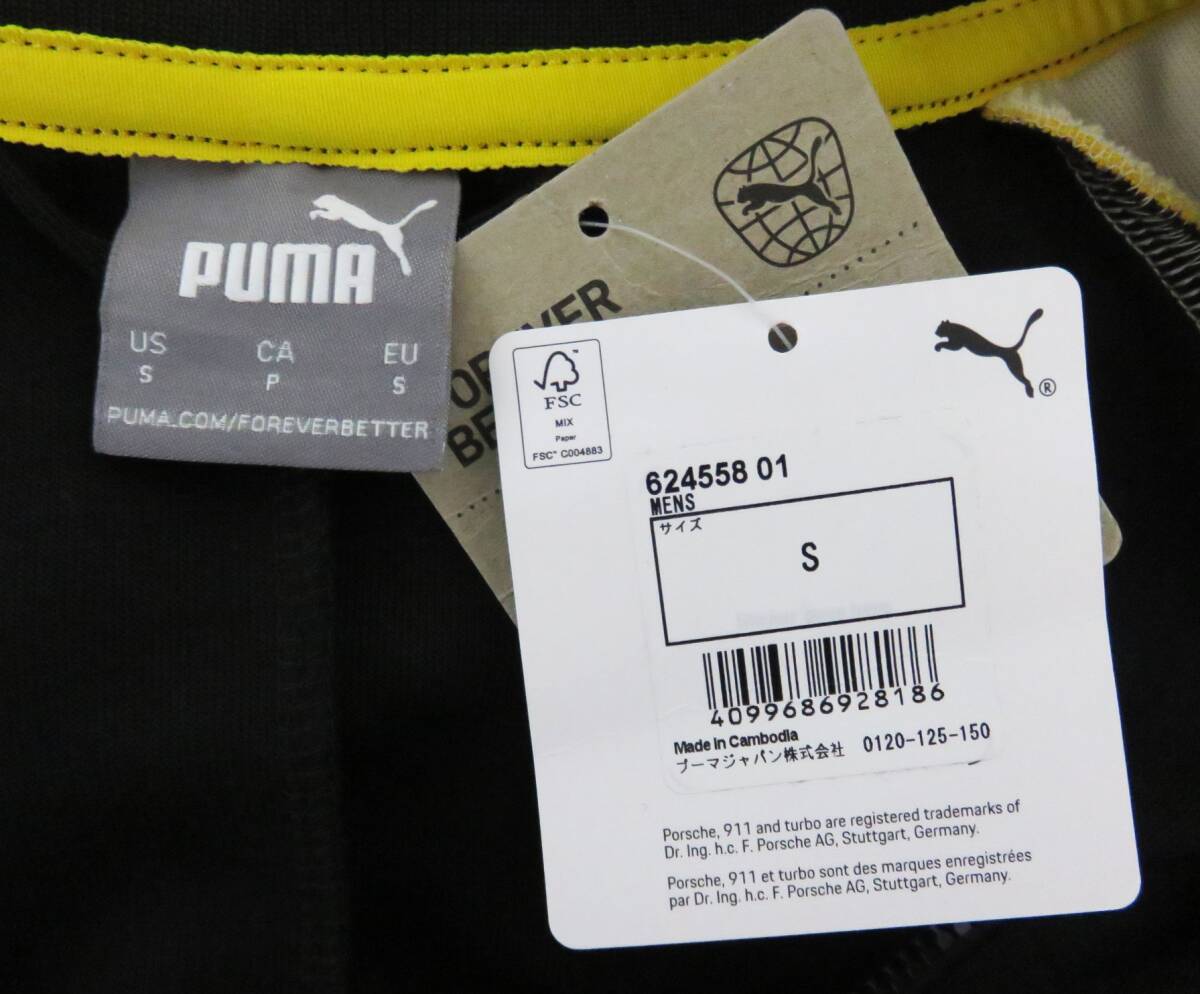 PUMA
US CA EU
S P S
PUMA.COM/FOREVERBETTER
FSC
MIX
Paper
FSC™ C004883
®
624558 01
MENS
サイズ
S
4099686928186
Made in Cambodia
プーマジャパン株式会社 0120-125-150
Porsche, 911 and turbo are registered trademarks of
Dr. Ing. h.c. F. Porsche AG, Stuttgart, Germany.
Porsche, 911 et turbo sont des marques enregistrées
par Dr. Ing. h.c. F. Porsche AG, Stuttgart, Germany.